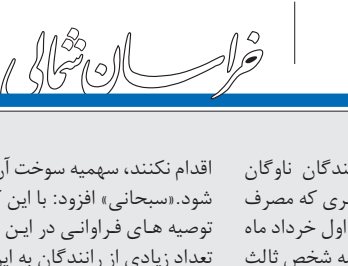 خراسان شمالی
ندگان ناوگان
ری که مصرف
اول خرداد ماه
ه شخص ثالث
اقدام نکنند، سهمیه سوخت آن
شود.«سبحانی» افزود: با این ک
توصیه های فراوانی در این
تعداد زیادی از رانندگان به این